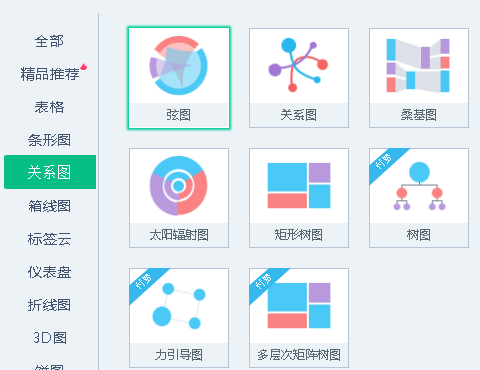 全部
精品推荐
表格
条形图
关系图
箱线图
标签云
仪表盘
折线图
3D图
饼图
弦图
关系图
桑基图
太阳辐射图
矩形树图
付费
树图
付费
力引导图
付费
多层次矩阵树图